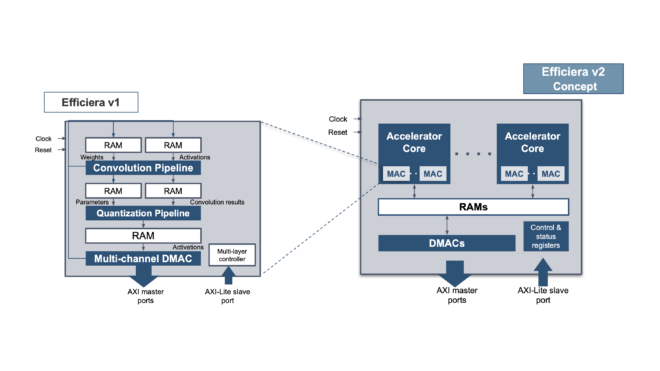 Efficiera v1
Clock
Reset
RAM
RAM
Weights
Activations
Convolution Pipeline
RAM
RAM
Parameters
Convolution results
Quantization Pipeline
RAM
Activations
Multi-channel DMAC
Multi-layer
controller
AXI master
ports
AXI-Lite slave
port
Efficiera v2
Concept
Clock
Reset
Accelerator
Core
MAC
MAC
Accelerator
Core
MAC
MAC
RAMs
DMACs
Control &
status
registers
AXI master
ports
AXI-Lite slave
port